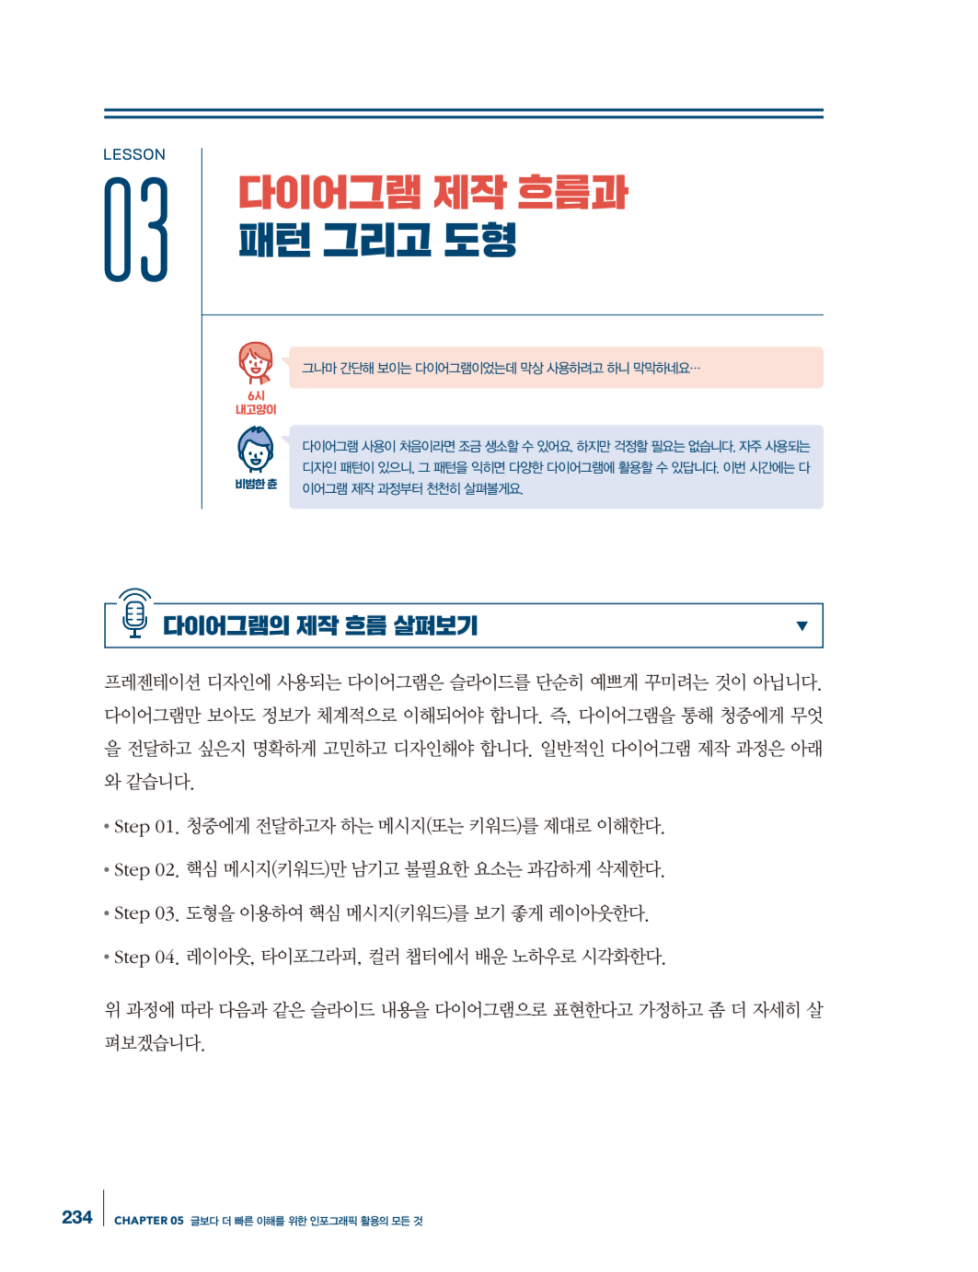 LESSON
03
다이어그램 제작 흐름과
패턴 그리고 도형
그나마 간단해 보이는 다이어그램이었는데 막상 사용하려고 하니 막막하네요…
6시
내고양이
다이어그램 사용이 처음이라면 조금 생소할 수 있어요. 하지만 걱정할 필요는 없습니다. 자주 사용되는
디자인 패턴이 있으니, 그 패턴을 익히면 다양한 다이어그램에 활용할 수 있답니다. 이번 시간에는 다
이어그램 제작 과정부터 천천히 살펴볼게요.
비범한 츈
다이어그램의 제작 흐름 살펴보기
프레젠테이션 디자인에 사용되는 다이어그램은 슬라이드를 단순히 예쁘게 꾸미려는 것이 아닙니다.
다이어그램만 보아도 정보가 체계적으로 이해되어야 합니다. 즉, 다이어그램을 통해 청중에게 무엇
을 전달하고 싶은지 명확하게 고민하고 디자인해야 합니다. 일반적인 다이어그램 제작 과정은 아래
와 같습니다.
• Step 01. 청중에게 전달하고자 하는 메시지(또는 키워드)를 제대로 이해한다.
• Step 02. 핵심 메시지(키워드)만 남기고 불필요한 요소는 과감하게 삭제한다.
• Step 03. 도형을 이용하여 핵심 메시지(키워드)를 보기 좋게 레이아웃한다.
• Step 04. 레이아웃, 타이포그라피, 컬러 챕터에서 배운 노하우로 시각화한다.
위 과정에 따라 다음과 같은 슬라이드 내용을 다이어그램으로 표현한다고 가정하고 좀 더 자세히 살
펴보겠습니다.
234 CHAPTER 05 글보다 더 빠른 이해를 위한 인포그래픽 활용의 모든 것